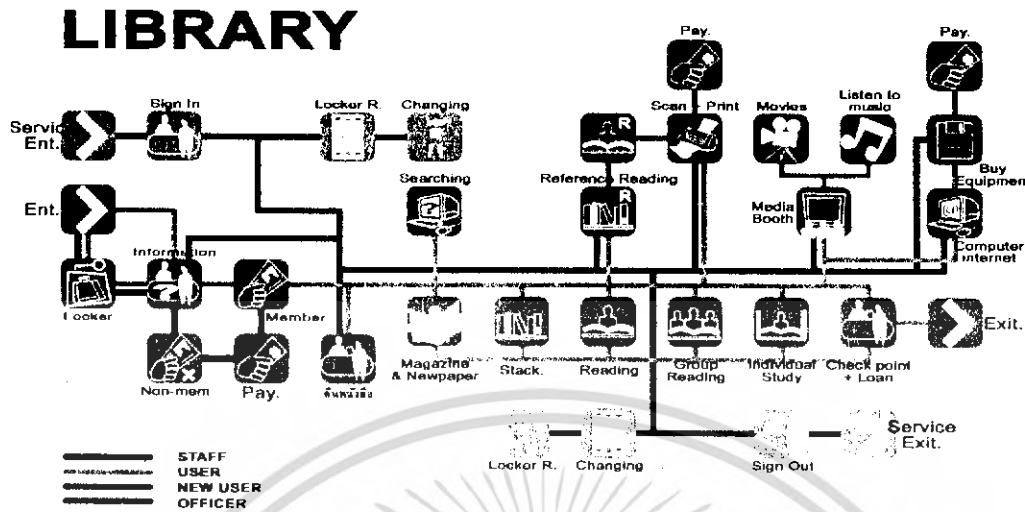 LIBRARY
Pay.
Pay.
Sign In
Locker R.
Changing
Scan + Print
Movies
Listen to
music
Servic
Ent.
R
Searching
Reference Reading
Buy
Equipmen
Ent.
R
Media
Booth
Information
Computer
internet
Locker
Member
Exit.
Non-mem
Pay.
Magazine
& Newpaper
Stack.
Reading
Group
Reading
Individual
Study
Check point
+ Loan
Service
Exit.
Locker R.
Changing
Sign Out
STAFF
USER
NEW USER
OFFICER